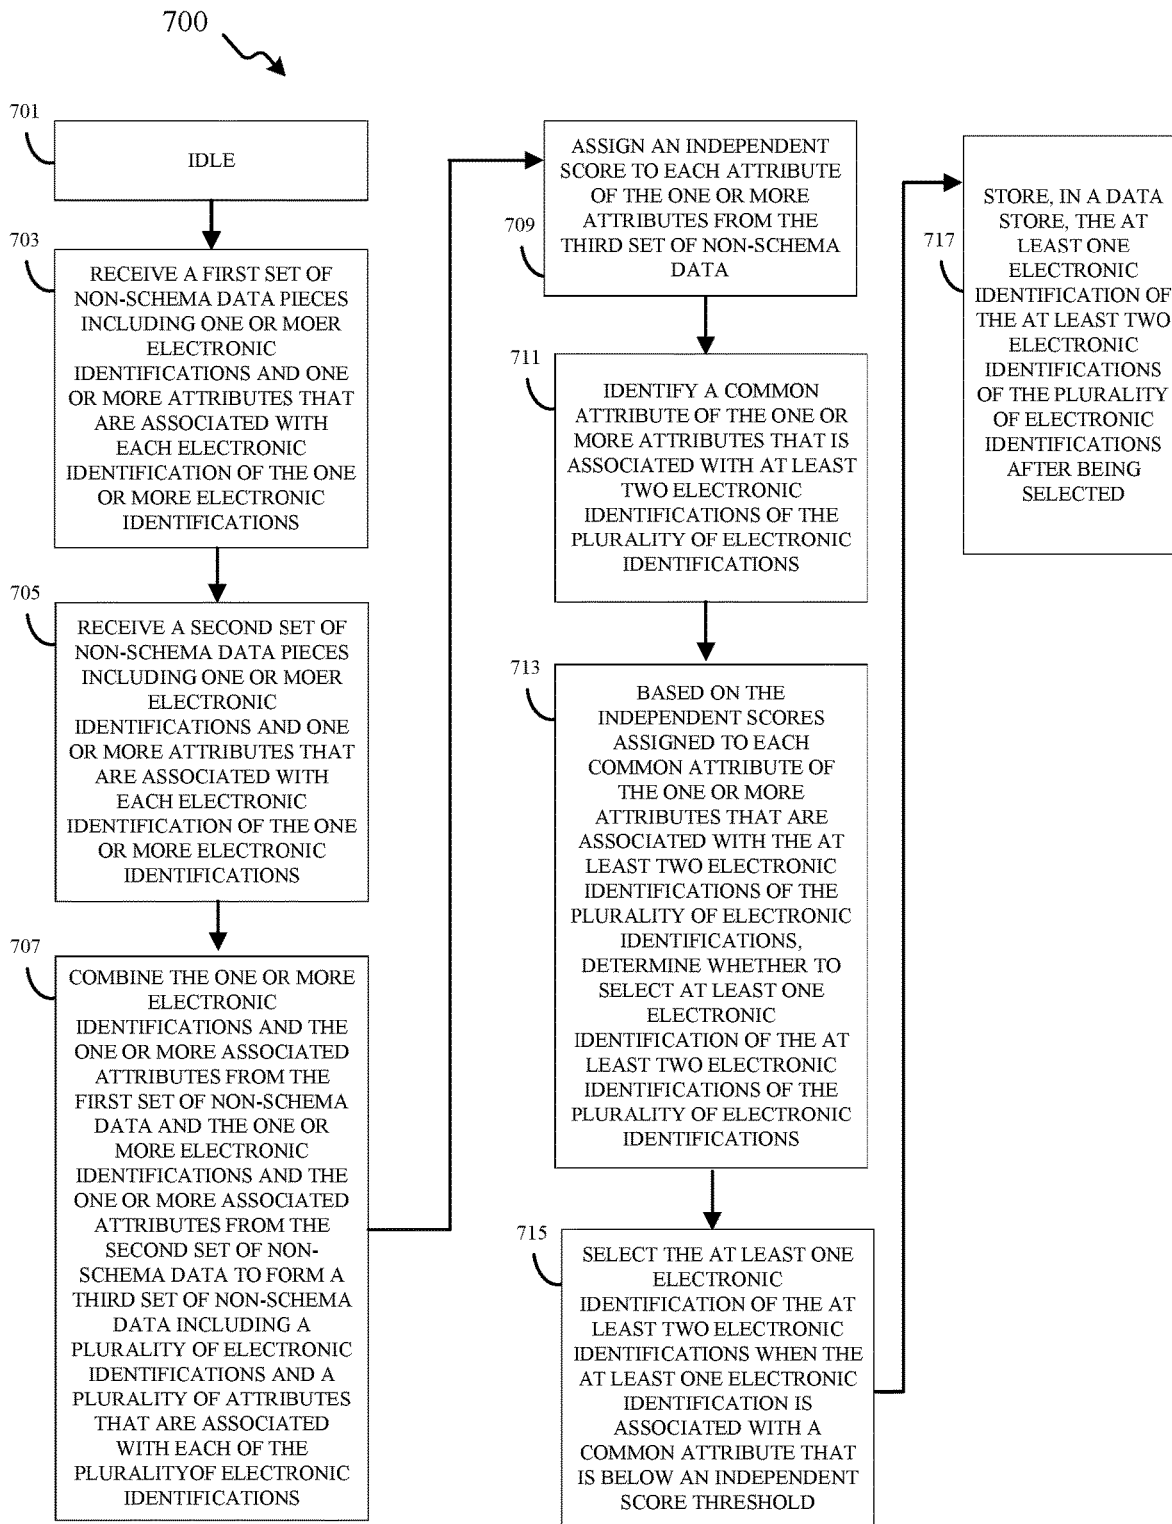 700
701
IDLE
703
RECEIVE A FIRST SET OF
NON-SCHEMA DATA PIECES
INCLUDING ONE OR MOER
ELECTRONIC
IDENTIFICATIONS AND ONE
OR MORE ATTRIBUTES THAT
ARE ASSOCIATED WITH
EACH ELECTRONIC
IDENTIFICATION OF THE ONE
OR MORE ELECTRONIC
IDENTIFICATIONS
705
RECEIVE A SECOND SET OF
NON-SCHEMA DATA PIECES
INCLUDING ONE OR MOER
ELECTRONIC
IDENTIFICATIONS AND ONE
OR MORE ATTRIBUTES THAT
ARE ASSOCIATED WITH
EACH ELECTRONIC
IDENTIFICATION OF THE ONE
OR MORE ELECTRONIC
IDENTIFICATIONS
707
COMBINE THE ONE OR MORE
ELECTRONIC
IDENTIFICATIONS AND THE
ONE OR MORE ASSOCIATED
ATTRIBUTES FROM THE
FIRST SET OF NON-SCHEMA
DATA AND THE ONE OR
MORE ELECTRONIC
IDENTIFICATIONS AND THE
ONE OR MORE ASSOCIATED
ATTRIBUTES FROM THE
SECOND SET OF NON-
SCHEMA DATA TO FORM A
THIRD SET OF NON-SCHEMA
DATA INCLUDING A
PLURALITY OF ELECTRONIC
IDENTIFICATIONS AND A
PLURALITY OF ATTRIBUTES
THAT ARE ASSOCIATED
WITH EACH OF THE
PLURALITYOF ELECTRONIC
IDENTIFICATIONS
709
ASSIGN AN INDEPENDENT
SCORE TO EACH ATTRIBUTE
OF THE ONE OR MORE
ATTRIBUTES FROM THE
THIRD SET OF NON-SCHEMA
DATA
711
IDENTIFY A COMMON
ATTRIBUTE OF THE ONE OR
MORE ATTRIBUTES THAT IS
ASSOCIATED WITH AT LEAST
TWO ELECTRONIC
IDENTIFICATIONS OF THE
PLURALITY OF ELECTRONIC
IDENTIFICATIONS
713
BASED ON THE
INDEPENDENT SCORES
ASSIGNED TO EACH
COMMON ATTRIBUTE OF
THE ONE OR MORE
ATTRIBUTES THAT ARE
ASSOCIATED WITH THE AT
LEAST TWO ELECTRONIC
IDENTIFICATIONS OF THE
PLURALITY OF ELECTRONIC
IDENTIFICATIONS,
DETERMINE WHETHER TO
SELECT AT LEAST ONE
ELECTRONIC
IDENTIFICATION OF THE AT
LEAST TWO ELECTRONIC
IDENTIFICATIONS OF THE
PLURALITY OF ELECTRONIC
IDENTIFICATIONS
715
SELECT THE AT LEAST ONE
ELECTRONIC
IDENTIFICATION OF THE AT
LEAST TWO ELECTRONIC
IDENTIFICATIONS WHEN THE
AT LEAST ONE ELECTRONIC
IDENTIFICATION IS
ASSOCIATED WITH A
COMMON ATTRIBUTE THAT
IS BELOW AN INDEPENDENT
SCORE THRESHOLD
717
STORE, IN A DATA
STORE, THE AT
LEAST ONE
ELECTRONIC
IDENTIFICATION OF
THE AT LEAST TWO
ELECTRONIC
IDENTIFICATIONS
OF THE PLURALITY
OF ELECTRONIC
IDENTIFICATIONS
AFTER BEING
SELECTED